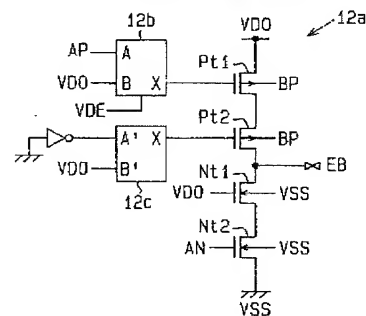 12b
VDO
12a
AP
A
Pt1
VDO
B
X
BP
VDE
Pt2
A'
X
BP
EB
VDO
B'
Nt1
12c
VDO
VSS
Nt2
AN
VSS
VSS